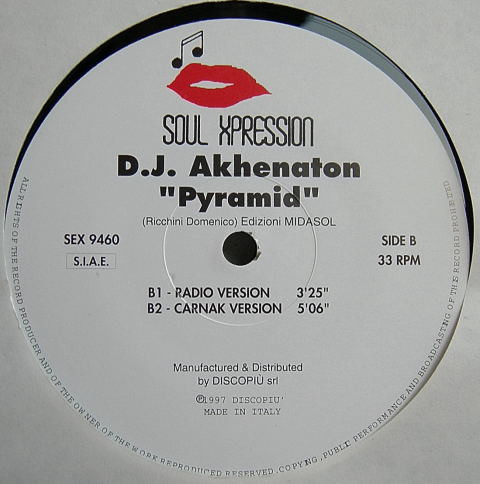 SOUL XPRESSION
D.J. Akhenaton
"Pyramid"
(Ricchini Domenico) Edizioni MIDASOL
SEX 9460
S.I.A.E.
SIDE B
33 RPM
B1 - RADIO VERSION 3'25"
B2 - CARNAK VERSION 5'06"
Manufactured & Distributed
by DISCOPIÙ srl
℗1997 DISCOPIU'
MADE IN ITALY
ALL RIGHTS OF THE RECORD PRODUCER AND OF THE OWNER OF THE WORK REPRODUCED RESERVED. COPYING, PUBLIC PERFORMANCE AND BROADCASTING OF THIS RECORD PROHIBITED